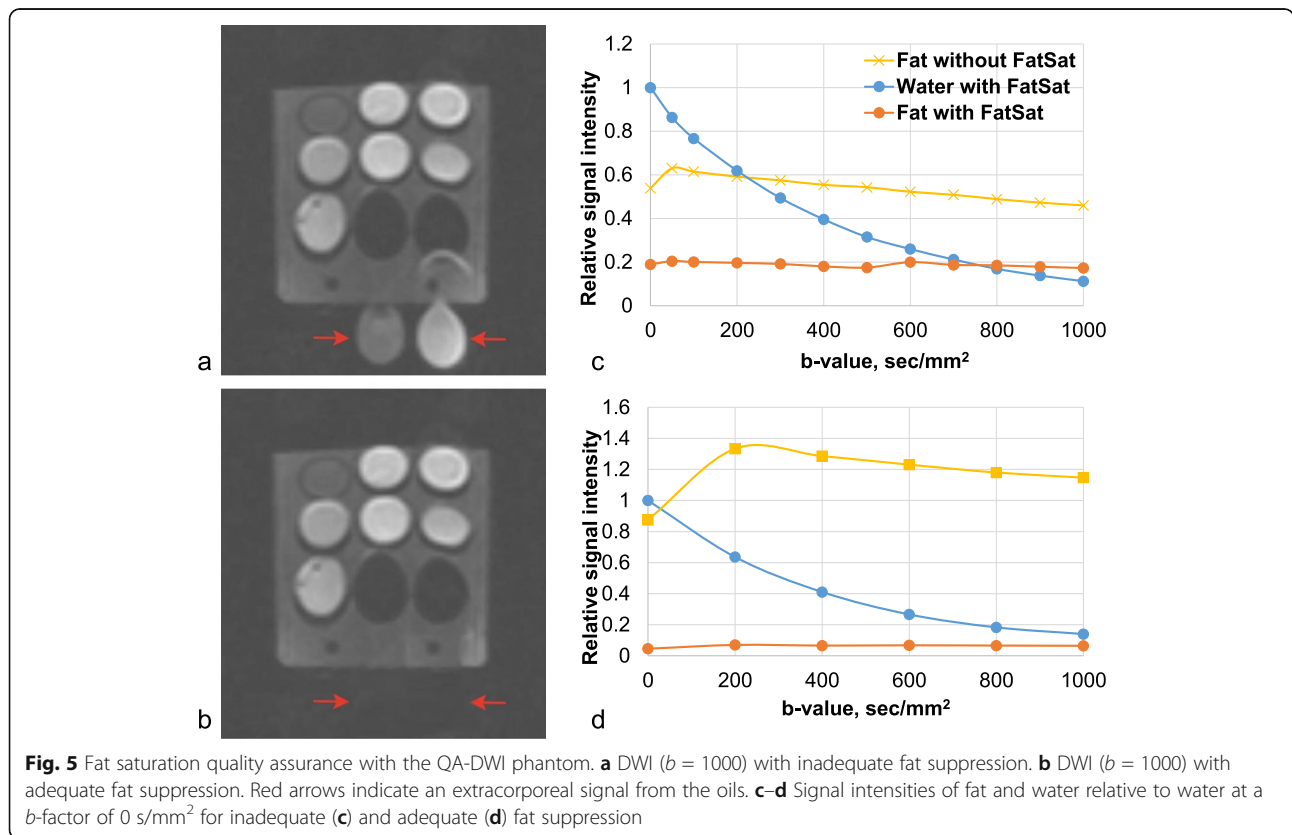 a
1.2
1
0.8
0.6
0.4
0.2
0
Relative signal intensity
Fat without FatSat
Water with FatSat
Fat with FatSat
0 200 400 600 800 1000
b-value, sec/mm²
c
b
1.6
1.4
1.2
1
0.8
0.6
0.4
0.2
0
Relative signal intensity
0 200 400 600 800 1000
b-value, sec/mm²
d
Fig. 5 Fat saturation quality assurance with the QA-DWI phantom. a DWI (b = 1000) with inadequate fat suppression. b DWI (b = 1000) with
adequate fat suppression. Red arrows indicate an extracorporeal signal from the oils. c–d Signal intensities of fat and water relative to water at a
b-factor of 0 s/mm² for inadequate (c) and adequate (d) fat suppression